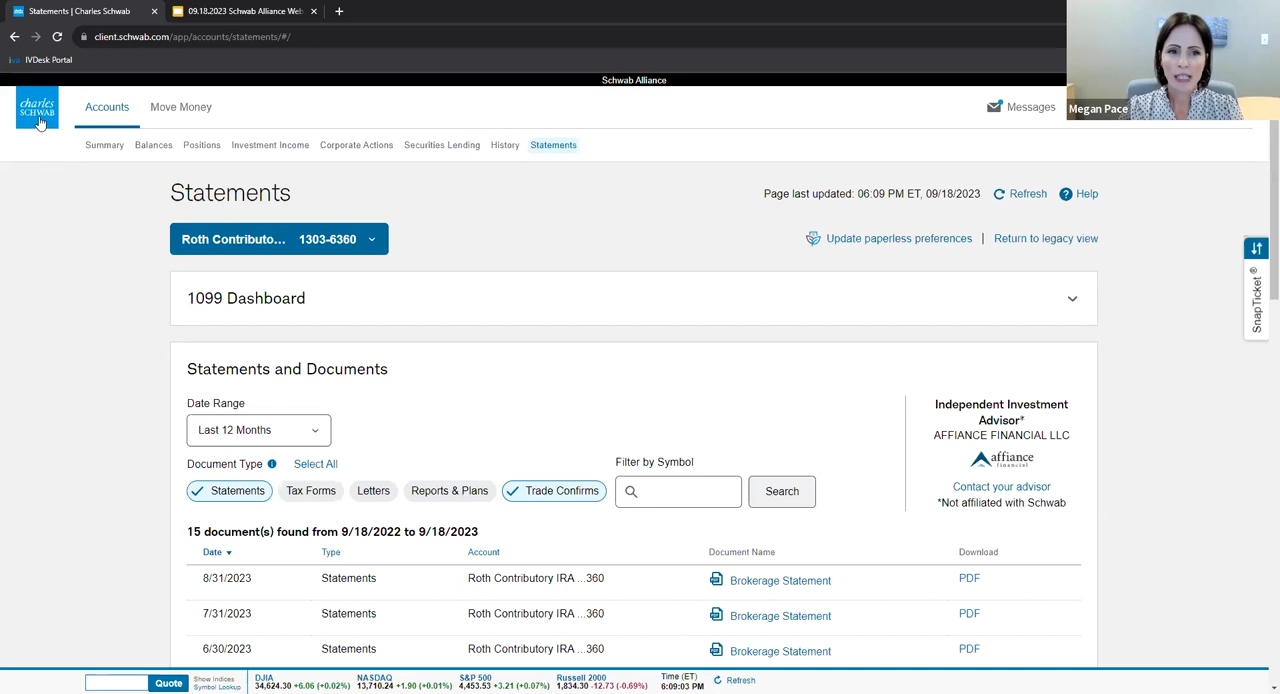 Statements | Charles Schwab
09.18.2023 Schwab Alliance Web
client.schwab.com/app/accounts/statements/#/
IVDesk Portal
Schwab Alliance
charles SCHWAB
Accounts Move Money
Messages
Megan Pace
Summary Balances Positions Investment Income Corporate Actions Securities Lending History Statements
Statements
Page last updated: 06:09 PM ET, 09/18/2023 Refresh Help
Roth Contributo... 1303-6360
Update paperless preferences | Return to legacy view
SnapTicket®
1099 Dashboard
Statements and Documents
Date Range
Last 12 Months
Document Type Select All
Statements Tax Forms Letters Reports & Plans Trade Confirms
Filter by Symbol
Search
Independent Investment
Advisor*
AFFIANCE FINANCIAL LLC
affiance
financial
Contact your advisor
*Not affiliated with Schwab
15 document(s) found from 9/18/2022 to 9/18/2023
Date Type Account Document Name Download
8/31/2023 Statements Roth Contributory IRA ...360 Brokerage Statement PDF
7/31/2023 Statements Roth Contributory IRA ...360 Brokerage Statement PDF
6/30/2023 Statements Roth Contributory IRA ...360 Brokerage Statement PDF
Quote
Show Indices
Symbol Lookup
DJIA
34,624.30 +6.06 (+0.02%)
NASDAQ
13,710.24 +1.90 (+0.01%)
S&P 500
4,453.53 +3.21 (+0.07%)
Russell 2000
1,834.30 -12.73 (-0.69%)
Time (ET)
6:09:03 PM
Refresh